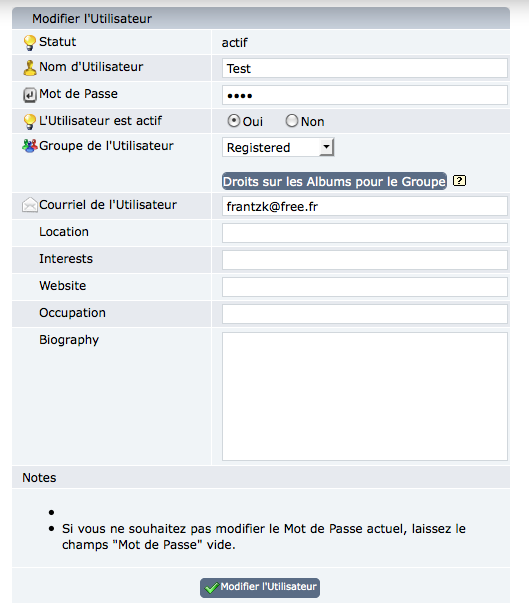 Modifier l'Utilisateur
Statut actif
Nom d'Utilisateur Test
Mot de Passe ••••
L'Utilisateur est actif Oui Non
Groupe de l'Utilisateur Registered
Droits sur les Albums pour le Groupe ?
Courriel de l'Utilisateur frantzk@free.fr
Location
Interests
Website
Occupation
Biography
Notes
•
• Si vous ne souhaitez pas modifier le Mot de Passe actuel, laissez le
champs "Mot de Passe" vide.
Modifier l'Utilisateur